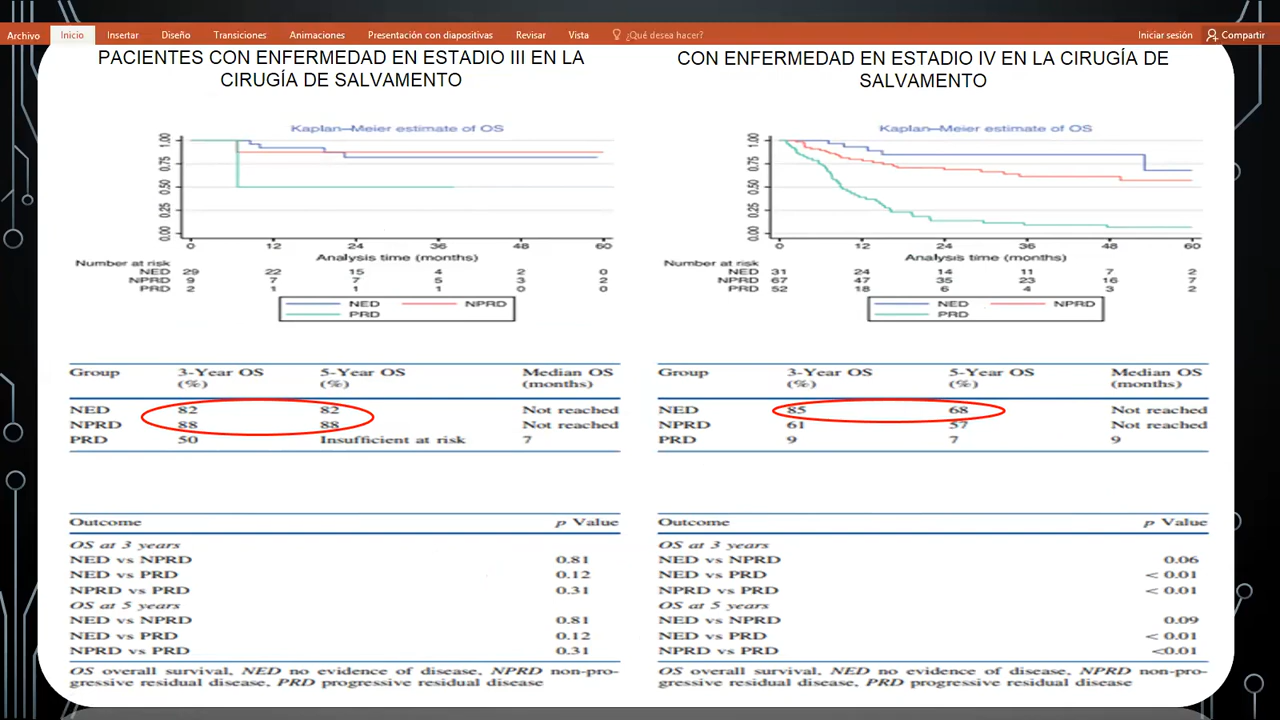 Archivo Inicio Insertar Diseño Transiciones Animaciones Presentación con diapositivas Revisar Vista ¿Qué desea hacer? Iniciar sesión Compartir
PACIENTES CON ENFERMEDAD EN ESTADIO III EN LA
CIRUGÍA DE SALVAMENTO
Kaplan–Meier estimate of OS
1.00
0.75
0.50
0.25
0.00
0 12 24 36 48 60
Analysis time (months)
Number at risk
NED 29 22 15 4 2 0
NPRD 9 7 7 5 3 2
PRD 2 1 1 1 0 0
NED NPRD
PRD
Group 3-Year OS 5-Year OS Median OS
(%) (%) (months)
NED 82 82 Not reached
NPRD 88 88 Not reached
PRD 50 Insufficient at risk 7
Outcome p Value
OS at 3 years
NED vs NPRD 0.81
NED vs PRD 0.12
NPRD vs PRD 0.31
OS at 5 years
NED vs NPRD 0.81
NED vs PRD 0.12
NPRD vs PRD 0.31
OS overall survival, NED no evidence of disease, NPRD non-pro-
gressive residual disease, PRD progressive residual disease
CON ENFERMEDAD EN ESTADIO IV EN LA CIRUGÍA DE
SALVAMENTO
Kaplan–Meier estimate of OS
1.00
0.75
0.50
0.25
0.00
0 12 24 36 48 60
Analysis time (months)
Number at risk
NED 31 24 14 11 7 2
NPRD 67 47 35 23 16 7
PRD 52 18 6 4 3 2
NED NPRD
PRD
Group 3-Year OS 5-Year OS Median OS
(%) (%) (months)
NED 85 68 Not reached
NPRD 61 57 Not reached
PRD 9 7 9
Outcome p Value
OS at 3 years
NED vs NPRD 0.06
NED vs PRD < 0.01
NPRD vs PRD < 0.01
OS at 5 years
NED vs NPRD 0.09
NED vs PRD < 0.01
NPRD vs PRD <0.01
OS overall survival, NED no evidence of disease, NPRD non-pro-
gressive residual disease, PRD progressive residual disease